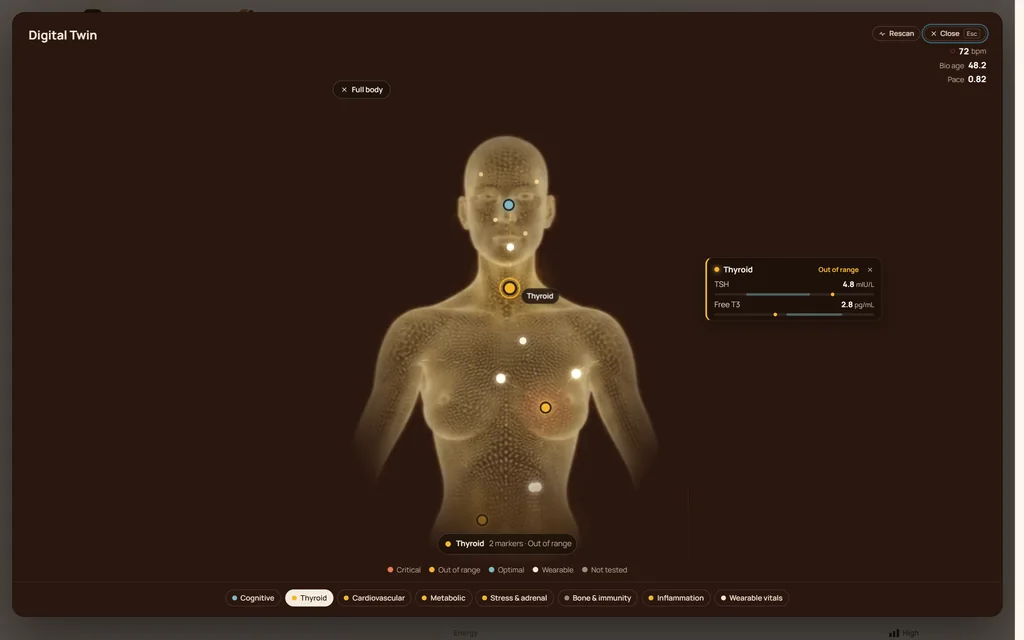 Digital Twin
Rescan
Close Esc
72 bpm
Bio age 48.2
Pace 0.82
Full body
Thyroid Out of range
TSH 4.8 mIU/L
Free T3 2.8 pg/mL
Thyroid
Thyroid 2 markers · Out of range
Critical Out of range Optimal Wearable Not tested
Cognitive Thyroid Cardiovascular Metabolic Stress & adrenal Bone & immunity Inflammation Wearable vitals
Energy
High